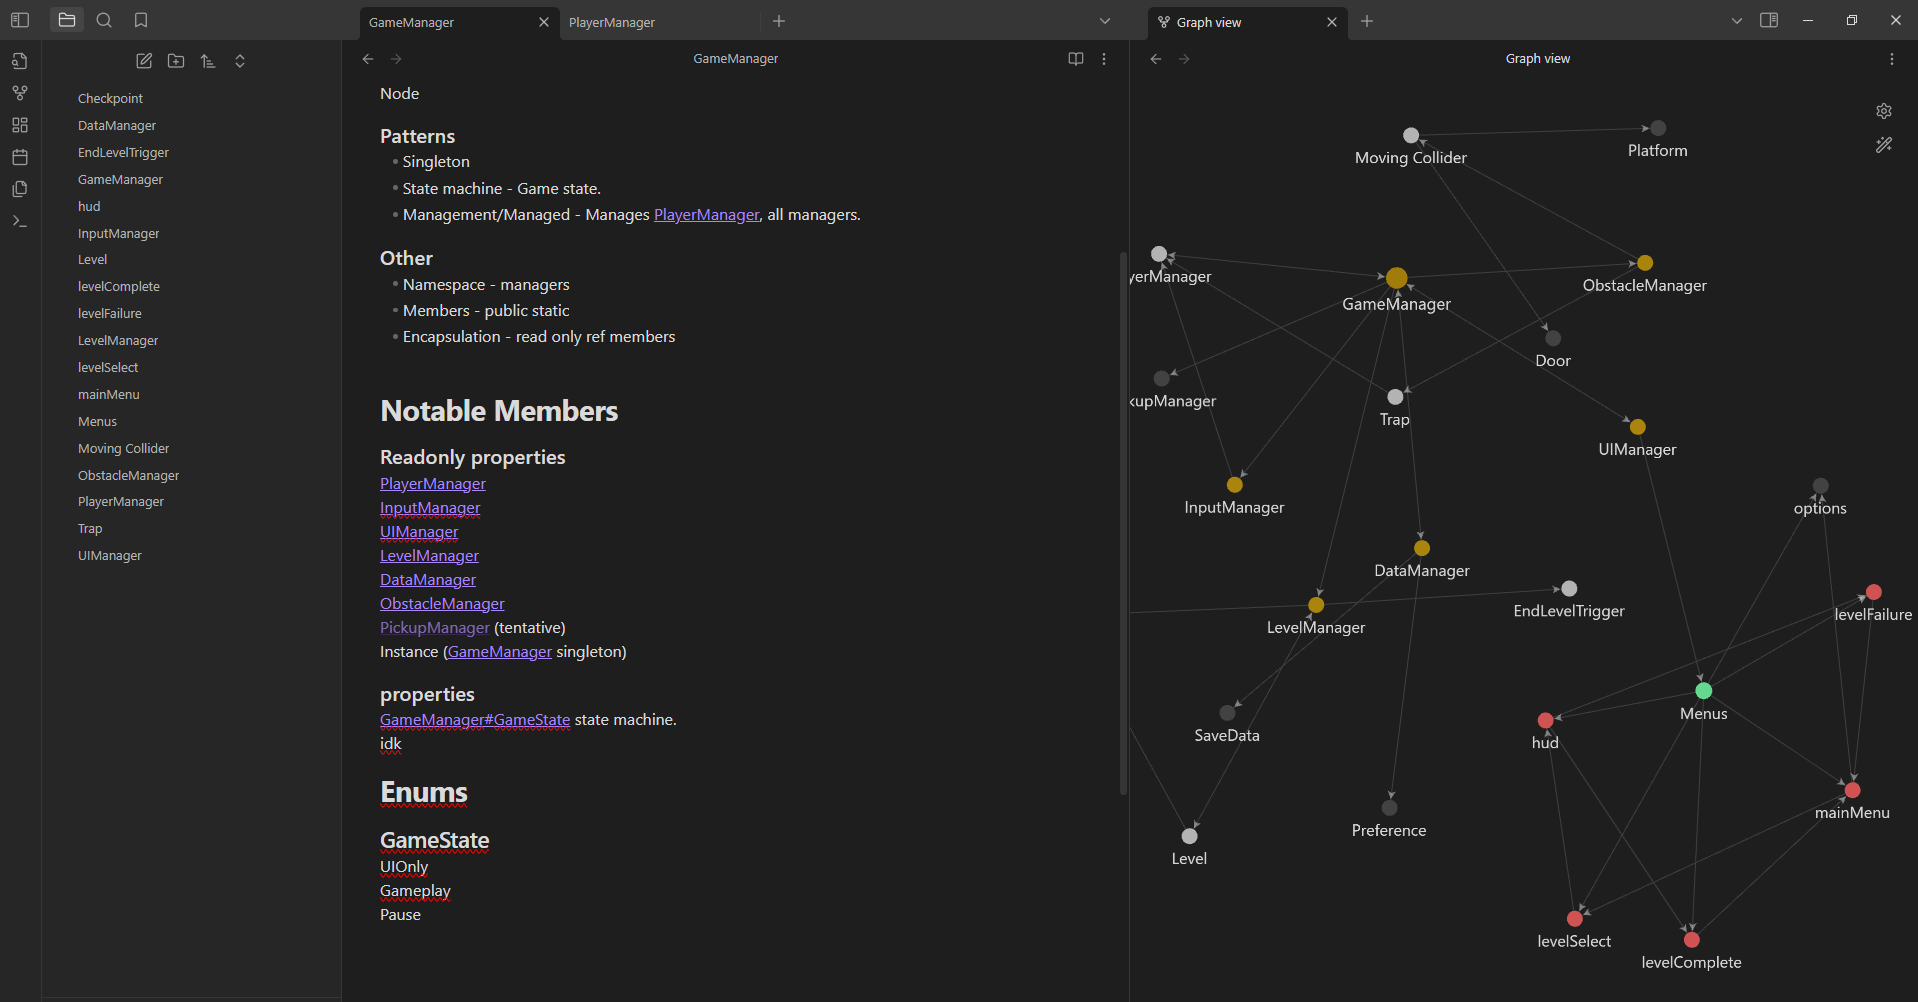 GameManager
PlayerManager
Graph view
GameManager
Graph view
Checkpoint
DataManager
EndLevelTrigger
GameManager
hud
InputManager
Level
levelComplete
levelFailure
LevelManager
levelSelect
mainMenu
Menus
Moving Collider
ObstacleManager
PlayerManager
Trap
UIManager
Node
Patterns
Singleton
State machine - Game state.
Management/Managed - Manages PlayerManager, all managers.
Other
Namespace - managers
Members - public static
Encapsulation - read only ref members
Notable Members
Readonly properties
PlayerManager
InputManager
UIManager
LevelManager
DataManager
ObstacleManager
PickupManager (tentative)
Instance (GameManager singleton)
properties
GameManager#GameState state machine.
idk
Enums
GameState
UIOnly
Gameplay
Pause
Moving Collider
Platform
yerManager
GameManager
ObstacleManager
Door
kupManager
Trap
UIManager
InputManager
options
DataManager
EndLevelTrigger
levelFailure
LevelManager
Menus
SaveData
hud
mainMenu
Preference
Level
levelSelect
levelComplete